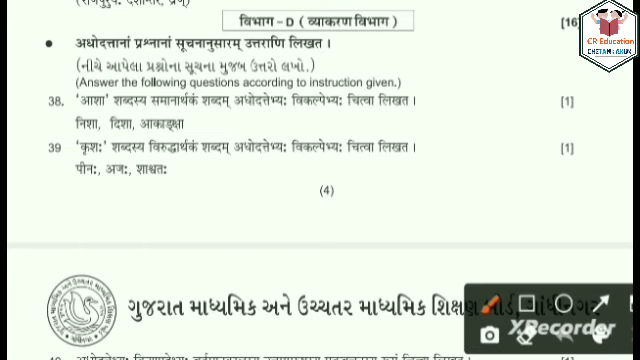 विभाग - D ( व्याकरण विभाग )
[16]
CR Education
• अधोदत्तानां प्रश्नानां सूचनानुसारम् उत्तराणि लिखत ।
(નીચે આપેલા પ્રશ્નોના સૂચના મુજબ ઉત્તરો લખો.)
(Answer the following questions according to instruction given.)
38. 'आशा' शब्दस्य समानार्थकं शब्दम् अधोदत्तेभ्यः विकल्पेभ्यः चित्वा लिखत । [1]
निशा, दिशा, आकाङ्क्षा
39 'कृशः' शब्दस्य विरुद्धार्थकं शब्दम् अधोदत्तेभ्यः विकल्पेभ्यः चित्वा लिखत । [1]
पीनः, अजः, शाश्वतः
(4)
ગુજરાત માધ્યમિક અને ઉચ્ચતર માધ્યમિક શિક્ષણ
XRecorder